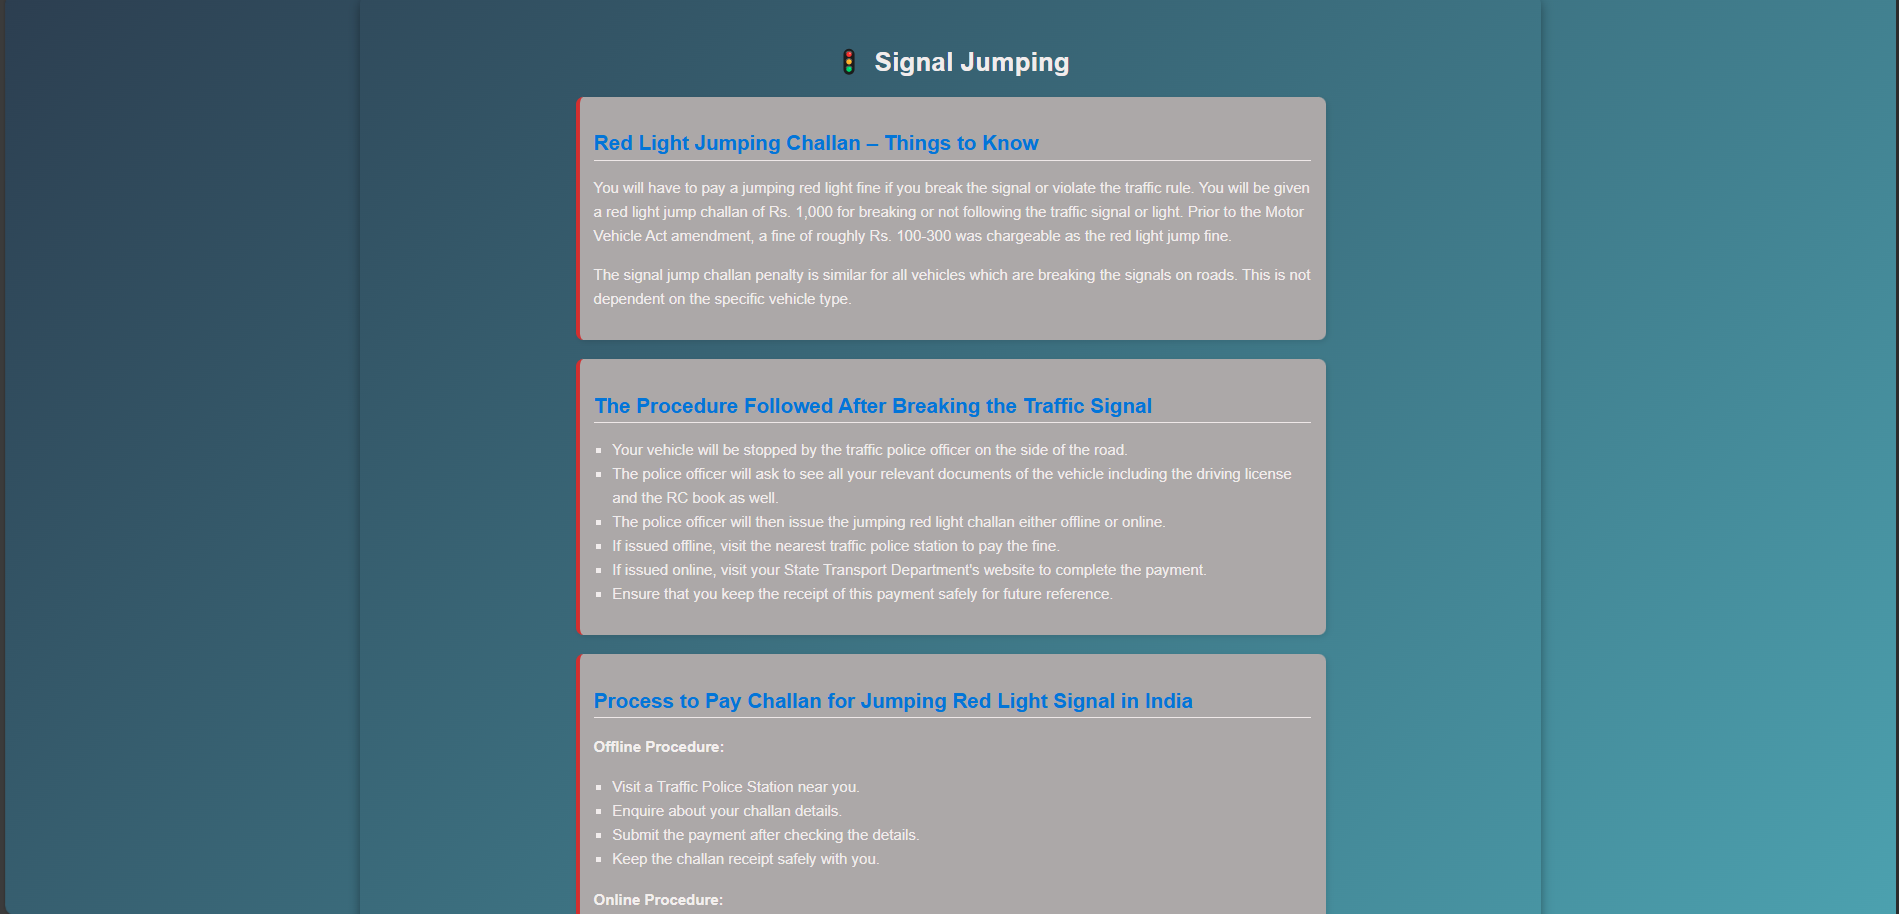 Signal Jumping
Red Light Jumping Challan – Things to Know
You will have to pay a jumping red light fine if you break the signal or violate the traffic rule. You will be given
a red light jump challan of Rs. 1,000 for breaking or not following the traffic signal or light. Prior to the Motor
Vehicle Act amendment, a fine of roughly Rs. 100-300 was chargeable as the red light jump fine.
The signal jump challan penalty is similar for all vehicles which are breaking the signals on roads. This is not
dependent on the specific vehicle type.
The Procedure Followed After Breaking the Traffic Signal
Your vehicle will be stopped by the traffic police officer on the side of the road.
The police officer will ask to see all your relevant documents of the vehicle including the driving license
and the RC book as well.
The police officer will then issue the jumping red light challan either offline or online.
If issued offline, visit the nearest traffic police station to pay the fine.
If issued online, visit your State Transport Department's website to complete the payment.
Ensure that you keep the receipt of this payment safely for future reference.
Process to Pay Challan for Jumping Red Light Signal in India
Offline Procedure:
Visit a Traffic Police Station near you.
Enquire about your challan details.
Submit the payment after checking the details.
Keep the challan receipt safely with you.
Online Procedure: